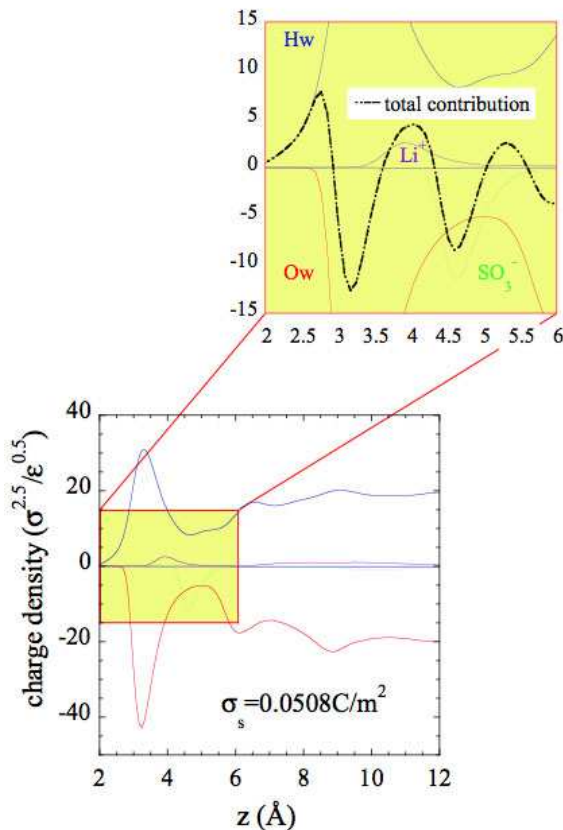 15
Hw
10
total contribution
5
Li⁺
0
-5
-10
Ow
SO₃⁻
-15
2 2.5 3 3.5 4 4.5 5 5.5 6
40
20
0
-20
-40
charge density (σ^2.5/ε^0.5)
σₛ=0.0508C/m²
2 4 6 8 10 12
z (Å)